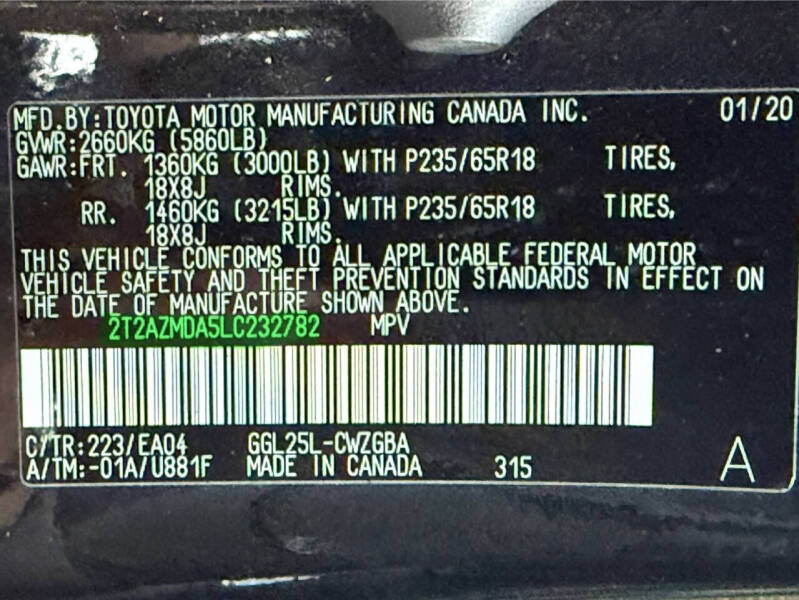 MFD.BY:TOYOTA MOTOR MANUFACTURING CANADA INC. 01/20
GVWR:2660KG (5860LB)
GAWR:FRT. 1360KG (3000LB) WITH P235/65R18 TIRES,
18X8J RIMS.
RR. 1460KG (3215LB) WITH P235/65R18 TIRES,
18X8J RIMS.
THIS VEHICLE CONFORMS TO ALL APPLICABLE FEDERAL MOTOR
VEHICLE SAFETY AND THEFT PREVENTION STANDARDS IN EFFECT ON
THE DATE OF MANUFACTURE SHOWN ABOVE.
2T2AZMDA5LC232782 MPV
C/TR:223/EA04 GGL25L-CWZGBA
A/TM:-01A/U881F MADE IN CANADA 315 A